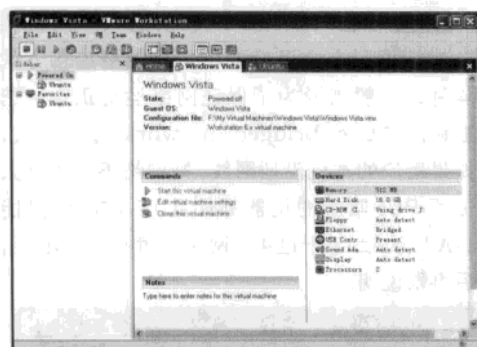 Windows Vista - VMware Workstation
File Edit View VM Team Windows Help
Sidebar ×
Powered On
Ubuntu
Favorites
Ubuntu
Home Windows Vista Ubuntu
Windows Vista
State: Powered off
Guest OS: Windows Vista
Configuration file: F:\My Virtual Machines\Windows Vista\Windows Vista.vmx
Version: Workstation 6.x virtual machine
Commands
Start this virtual machine
Edit virtual machine settings
Clone this virtual machine
Devices
Memory 512 MB
Hard Disk 16.0 GB
CD-ROM Using drive
Floppy Auto detect
Ethernet Bridged
USB Contr... Present
Sound Ada... Auto detect
Display Auto detect
Processors 2
Notes
Type here to enter notes for this virtual machine